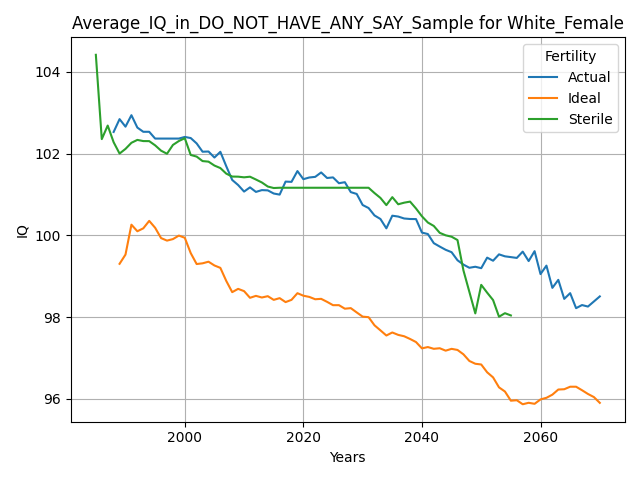 Average_IQ_in_DO_NOT_HAVE_ANY_SAY_Sample for White_Female
Fertility
Actual
Ideal
Sterile
104
102
100
98
96
IQ
2000
2020
2040
2060
Years